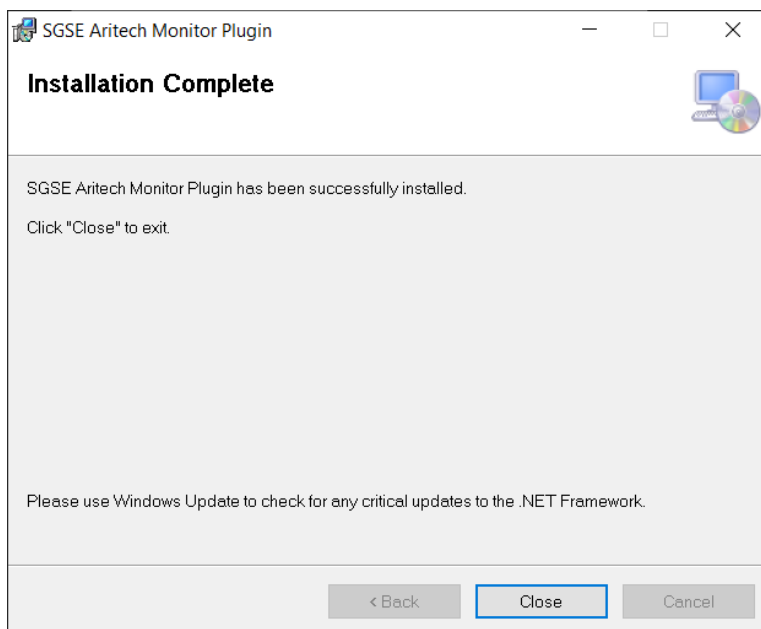 SGSE Aritech Monitor Plugin
Installation Complete
SGSE Aritech Monitor Plugin has been successfully installed.
Click "Close" to exit.
Please use Windows Update to check for any critical updates to the .NET Framework.
< Back
Close
Cancel